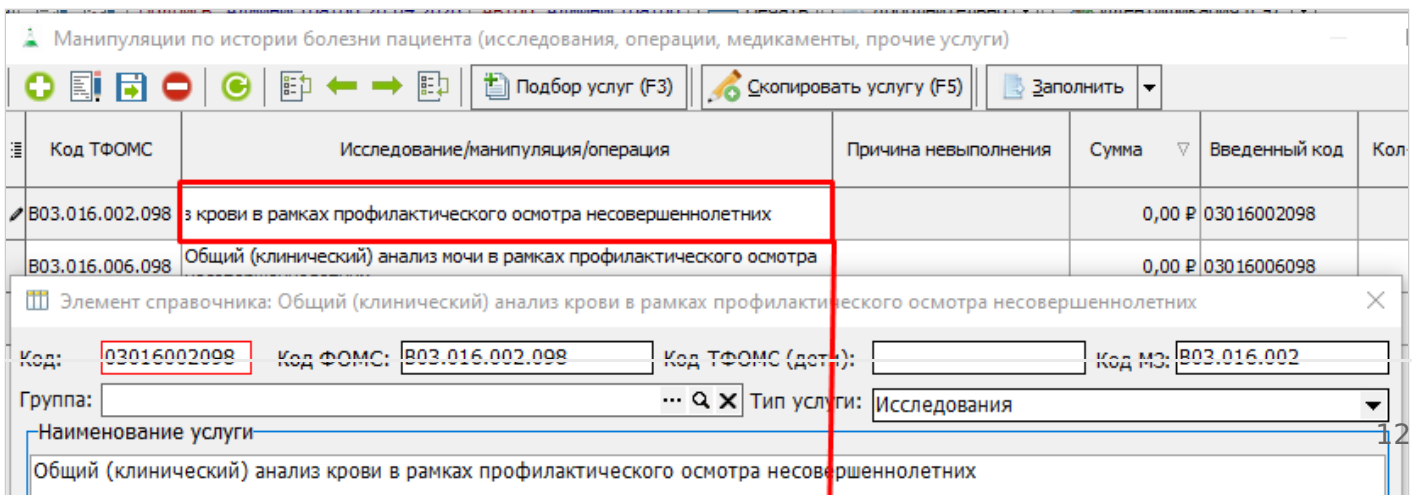 Манипуляции по истории болезни пациента (исследования, операции, медикаменты, прочие услуги)
Подбор услуг (F3) Скопировать услугу (F5) Заполнить
Код ТФОМС Исследование/манипуляция/операция Причина невыполнения Сумма Введенный код Кол
B03.016.002.098 з крови в рамках профилактического осмотра несовершеннолетних 0,00 ₽ 03016002098
Общий (клинический) анализ мочи в рамках профилактического осмотра
B03.016.006.098 0,00 ₽ 03016006098
Элемент справочника: Общий (клинический) анализ крови в рамках профилактического осмотра несовершеннолетних
Код: 03016002098 Код ФОМС: B03.016.002.098 Код ТФОМС (дети): Код МЗ: B03.016.002
Группа: Тип услуги: Исследования
Наименование услуги
12
Общий (клинический) анализ крови в рамках профилактического осмотра несовершеннолетних